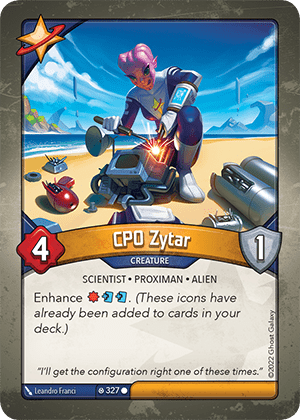 4
CPO Zytar
1
CREATURE
SCIENTIST • PROXIMAN • ALIEN
Enhance. (These icons have
already been added to cards in your
deck.)
"I'll get the configuration right one of these times."
Leandro Franci
327
©2022 Ghost Galaxy